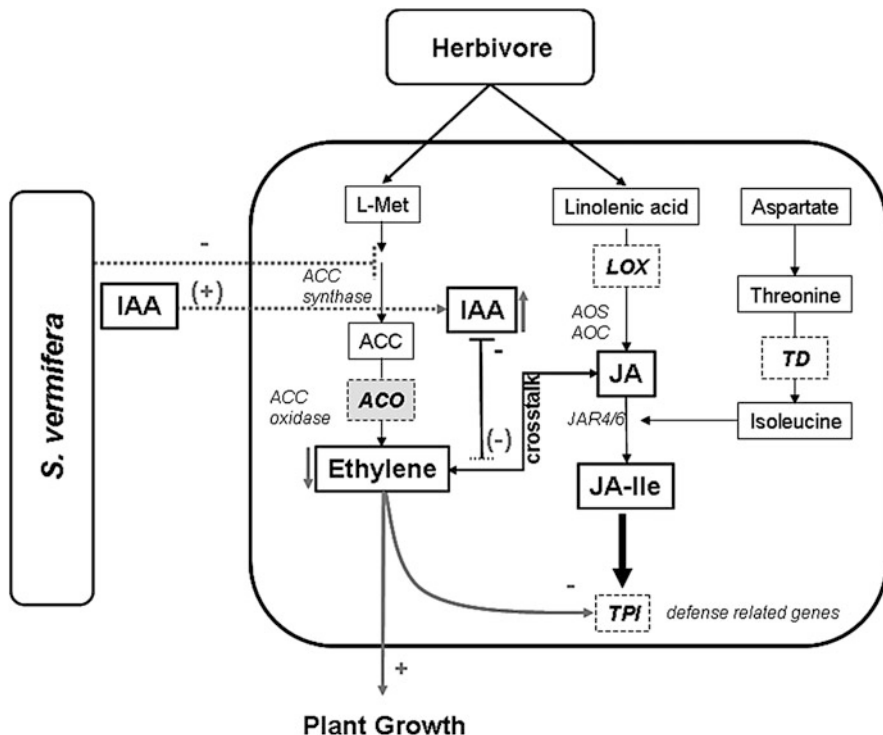 Herbivore
S. vermifera
L-Met
Linolenic acid
Aspartate
-
LOX
ACC
synthase
IAA
(+)
IAA
Threonine
AOS
AOC
-
ACC
TD
JA
ACC
oxidase
ACO
crosstalk
JAR4/6
Isoleucine
(-)
Ethylene
JA-Ile
-
TPI
defense related genes
+
Plant Growth